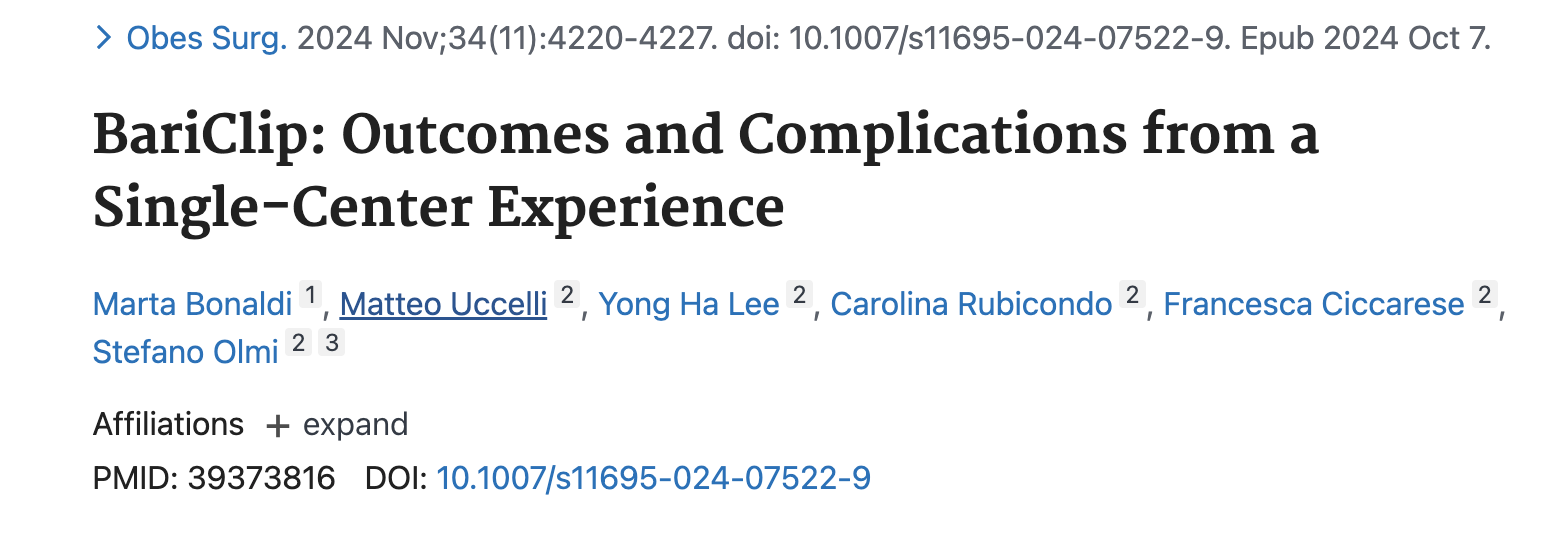 > Obes Surg. 2024 Nov;34(11):4220-4227. doi: 10.1007/s11695-024-07522-9. Epub 2024 Oct 7.
BariClip: Outcomes and Complications from a
Single-Center Experience
Marta Bonaldi 1, Matteo Uccelli 2, Yong Ha Lee 2, Carolina Rubicondo 2, Francesca Ciccarese 2,
Stefano Olmi 2 3
Affiliations + expand
PMID: 39373816 DOI: 10.1007/s11695-024-07522-9